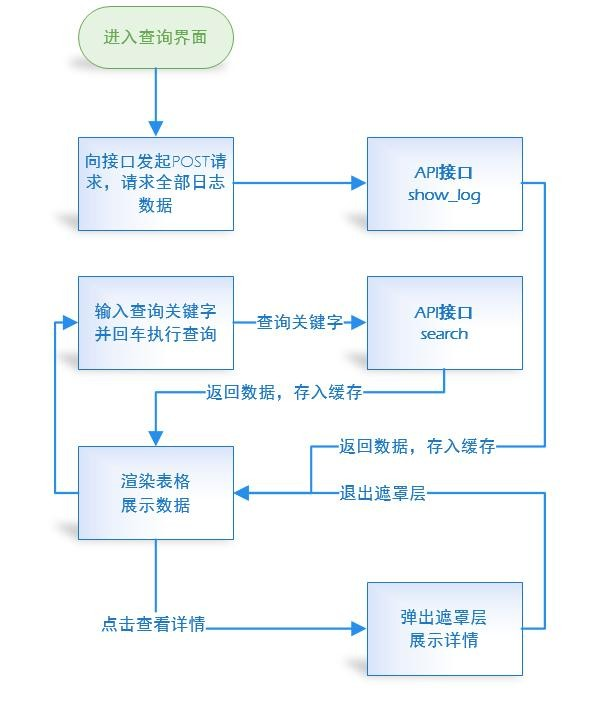 进入查询界面
向接口发起POST请
求，请求全部日志
数据
API接口
show_log
输入查询关键字
并回车执行查询
查询关键字
API接口
search
返回数据，存入缓存
返回数据，存入缓存
渲染表格
展示数据
退出遮罩层
点击查看详情
弹出遮罩层
展示详情